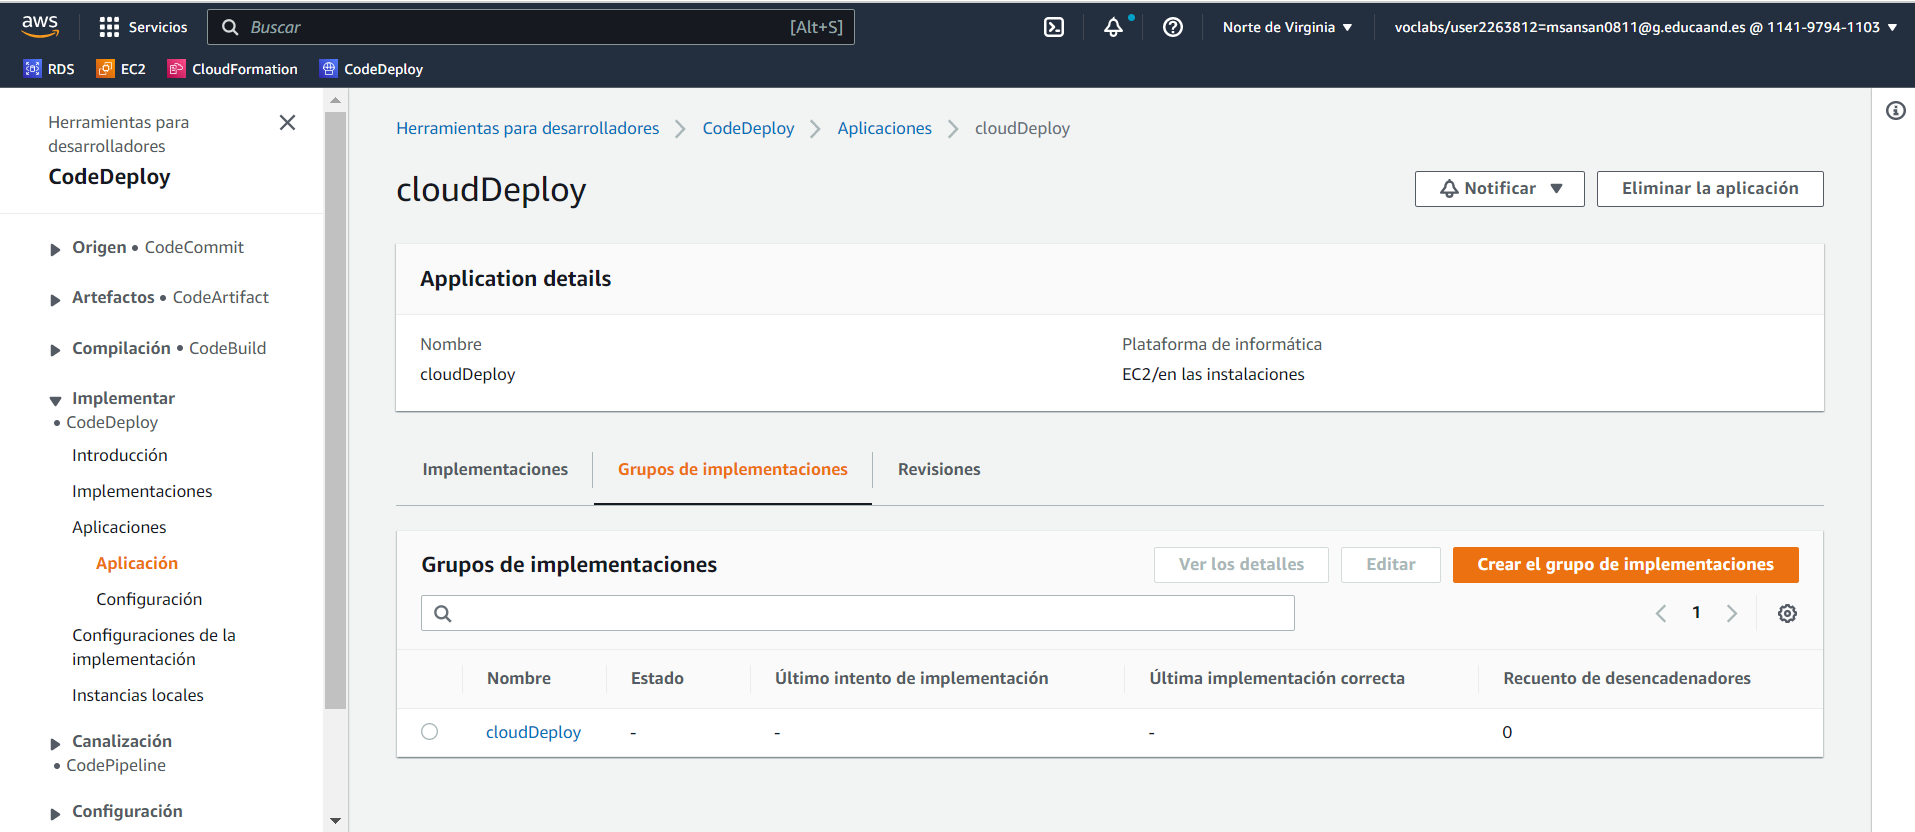 aws
Servicios
Buscar
[Alt+S]
Norte de Virginia
voclabs/user2263812=msansan0811@g.educaand.es @ 1141-9794-1103
RDS
EC2
CloudFormation
CodeDeploy
Herramientas para
desarrolladores
CodeDeploy
Origen • CodeCommit
Artefactos • CodeArtifact
Compilación • CodeBuild
Implementar
• CodeDeploy
Introducción
Implementaciones
Aplicaciones
Aplicación
Configuración
Configuraciones de la
implementación
Instancias locales
Canalización
• CodePipeline
Configuración
Herramientas para desarrolladores
CodeDeploy
Aplicaciones
cloudDeploy
cloudDeploy
Notificar
Eliminar la aplicación
Application details
Nombre
cloudDeploy
Plataforma de informática
EC2/en las instalaciones
Implementaciones
Grupos de implementaciones
Revisiones
Grupos de implementaciones
Ver los detalles
Editar
Crear el grupo de implementaciones
1
Nombre
Estado
Último intento de implementación
Última implementación correcta
Recuento de desencadenadores
cloudDeploy
-
-
-
0